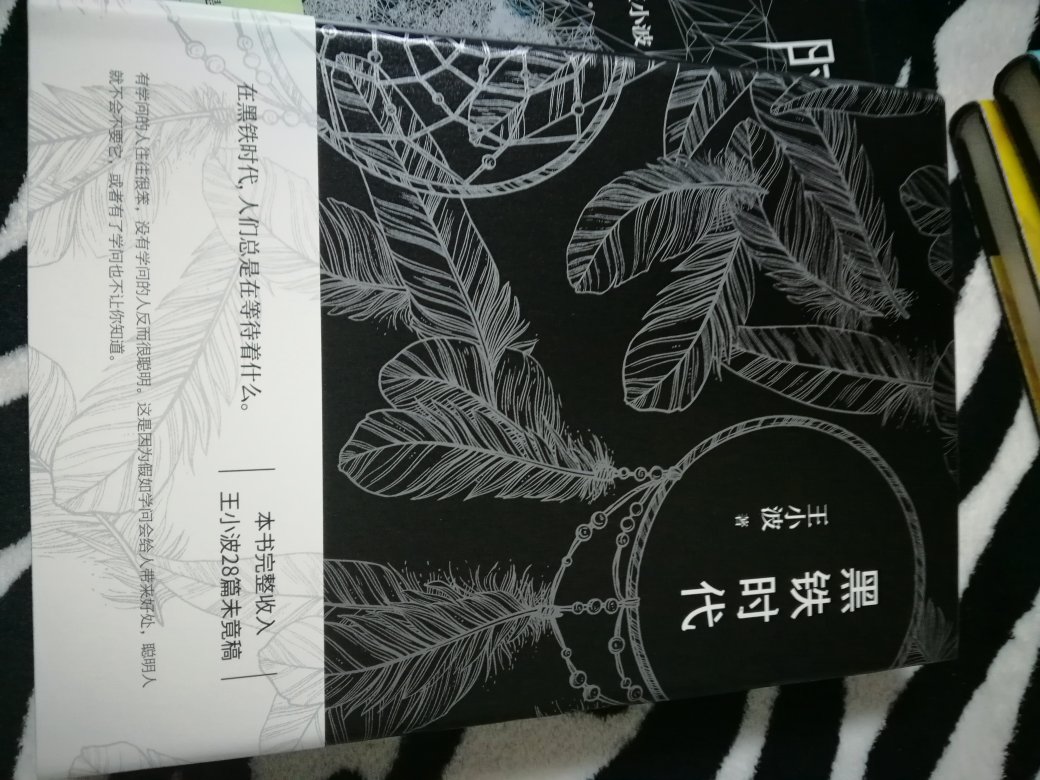 黑铁时代
王小波 著
在黑铁时代，人们总是在等待着什么。
本书完整收入
王小波28篇未竟稿
有学问的人往往很笨，没有学问的人反而很聪明。这是因为假如学问会给人带来好处，聪明人
就不会不要它，或者有了学问也不让你知道。
小波